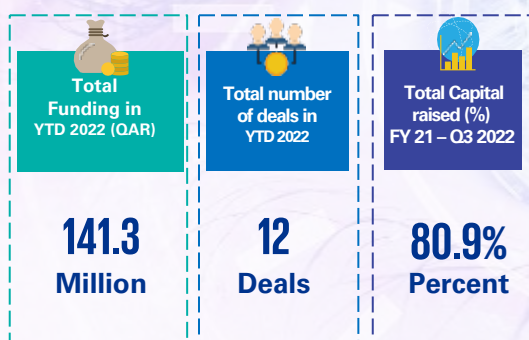 Total
Funding in
YTD 2022 (QAR)
141.3
Million
Total number
of deals in
YTD 2022
12
Deals
Total Capital
raised (%)
FY 21 – Q3 2022
80.9%
Percent